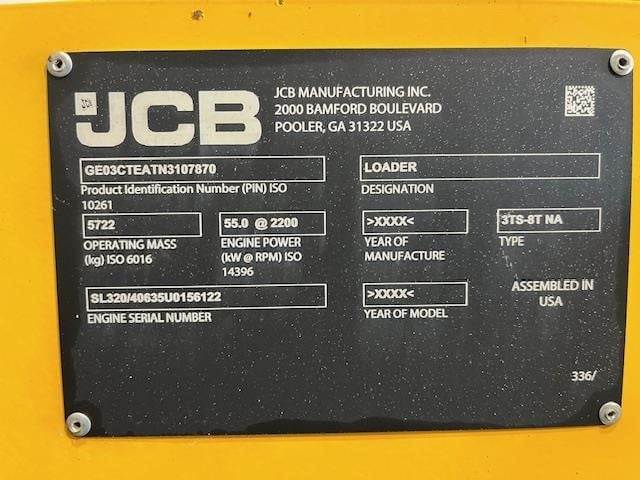 JCB
JCB MANUFACTURING INC.
2000 BAMFORD BOULEVARD
POOLER, GA 31322 USA
GE03CTEATN3107870
Product Identification Number (PIN) ISO
10261
LOADER
DESIGNATION
5722
OPERATING MASS
(kg) ISO 6016
55.0 @ 2200
ENGINE POWER
(kW @ RPM) ISO
14396
>XXXX<
YEAR OF
MANUFACTURE
3TS-8T NA
TYPE
SL320/40635U0156122
ENGINE SERIAL NUMBER
>XXXX<
YEAR OF MODEL
ASSEMBLED IN
USA
336/